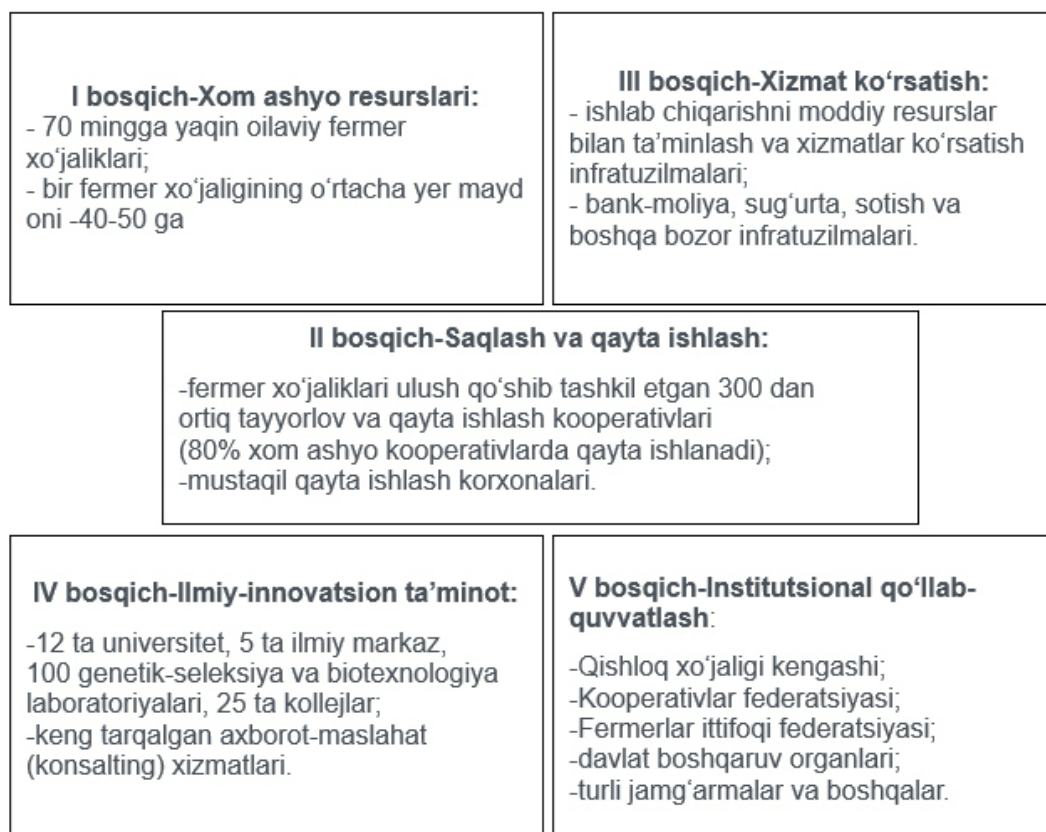 I bosqich-Xom ashyo resurslari:
- 70 mingga yaqin oilaviy fermer
xo‘jaliklari;
- bir fermer xo‘jaligining o‘rtacha yer mayd
oni -40-50 ga
III bosqich-Xizmat ko‘rsatish:
- ishlab chiqarishni moddiy resurslar
bilan ta’minlash va xizmatlar ko‘rsatish
infratuzilmalari;
- bank-moliya, sug‘urta, sotish va
boshqa bozor infratuzilmalari.
II bosqich-Saqlash va qayta ishlash:
-fermer xo‘jaliklari ulush qo‘shib tashkil etgan 300 dan
ortiq tayyorlov va qayta ishlash kooperativlari
(80% xom ashyo kooperativlarda qayta ishlanadi);
-mustaqil qayta ishlash korxonalari.
IV bosqich-Ilmiy-innovatsion ta’minot:
-12 ta universitet, 5 ta ilmiy markaz,
100 genetik-seleksiya va biotexnologiya
laboratoriyalari, 25 ta kollejlar;
-keng tarqalgan axborot-maslahat
(konsalting) xizmatlari.
V bosqich-Institutsional qo‘llab-
quvvatlash:
-Qishloq xo‘jaligi kengashi;
-Kooperativlar federatsiyasi;
-Fermerlar ittifoqi federatsiyasi;
-davlat boshqaruv organlari;
-turli jamg‘armalar va boshqalar.